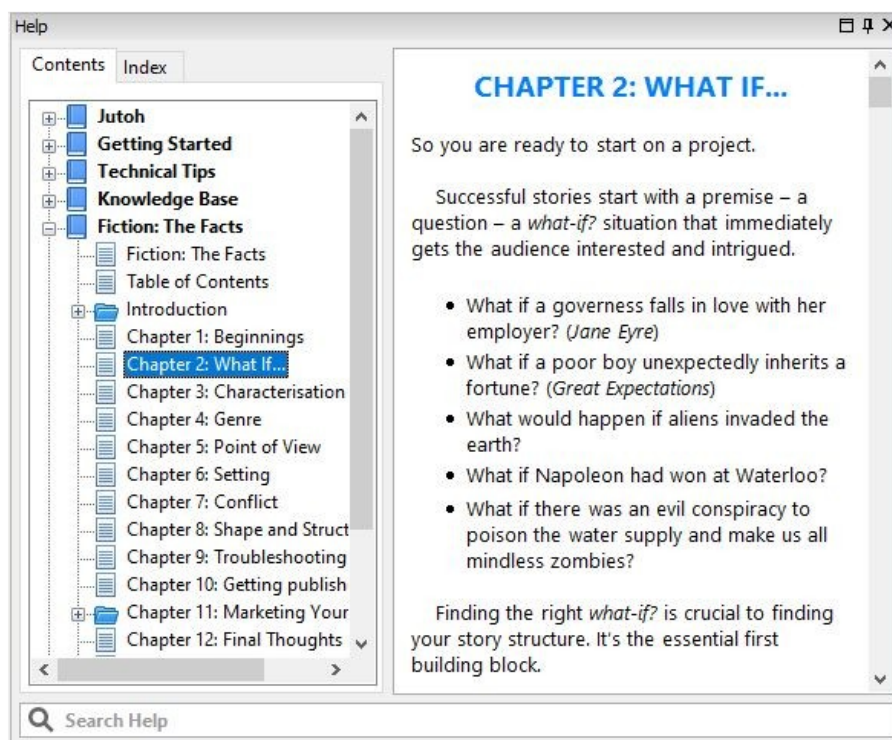 Help
Contents
Index
Jutoh
Getting Started
Technical Tips
Knowledge Base
Fiction: The Facts
Fiction: The Facts
Table of Contents
Introduction
Chapter 1: Beginnings
Chapter 2: What If...
Chapter 3: Characterisation
Chapter 4: Genre
Chapter 5: Point of View
Chapter 6: Setting
Chapter 7: Conflict
Chapter 8: Shape and Struct
Chapter 9: Troubleshooting
Chapter 10: Getting publish
Chapter 11: Marketing Your
Chapter 12: Final Thoughts
CHAPTER 2: WHAT IF...
So you are ready to start on a project.
Successful stories start with a premise – a
question – a what-if? situation that immediately
gets the audience interested and intrigued.
• What if a governess falls in love with her
employer? (Jane Eyre)
• What if a poor boy unexpectedly inherits a
fortune? (Great Expectations)
• What would happen if aliens invaded the
earth?
• What if Napoleon had won at Waterloo?
• What if there was an evil conspiracy to
poison the water supply and make us all
mindless zombies?
Finding the right what-if? is crucial to finding
your story structure. It's the essential first
building block.
Search Help